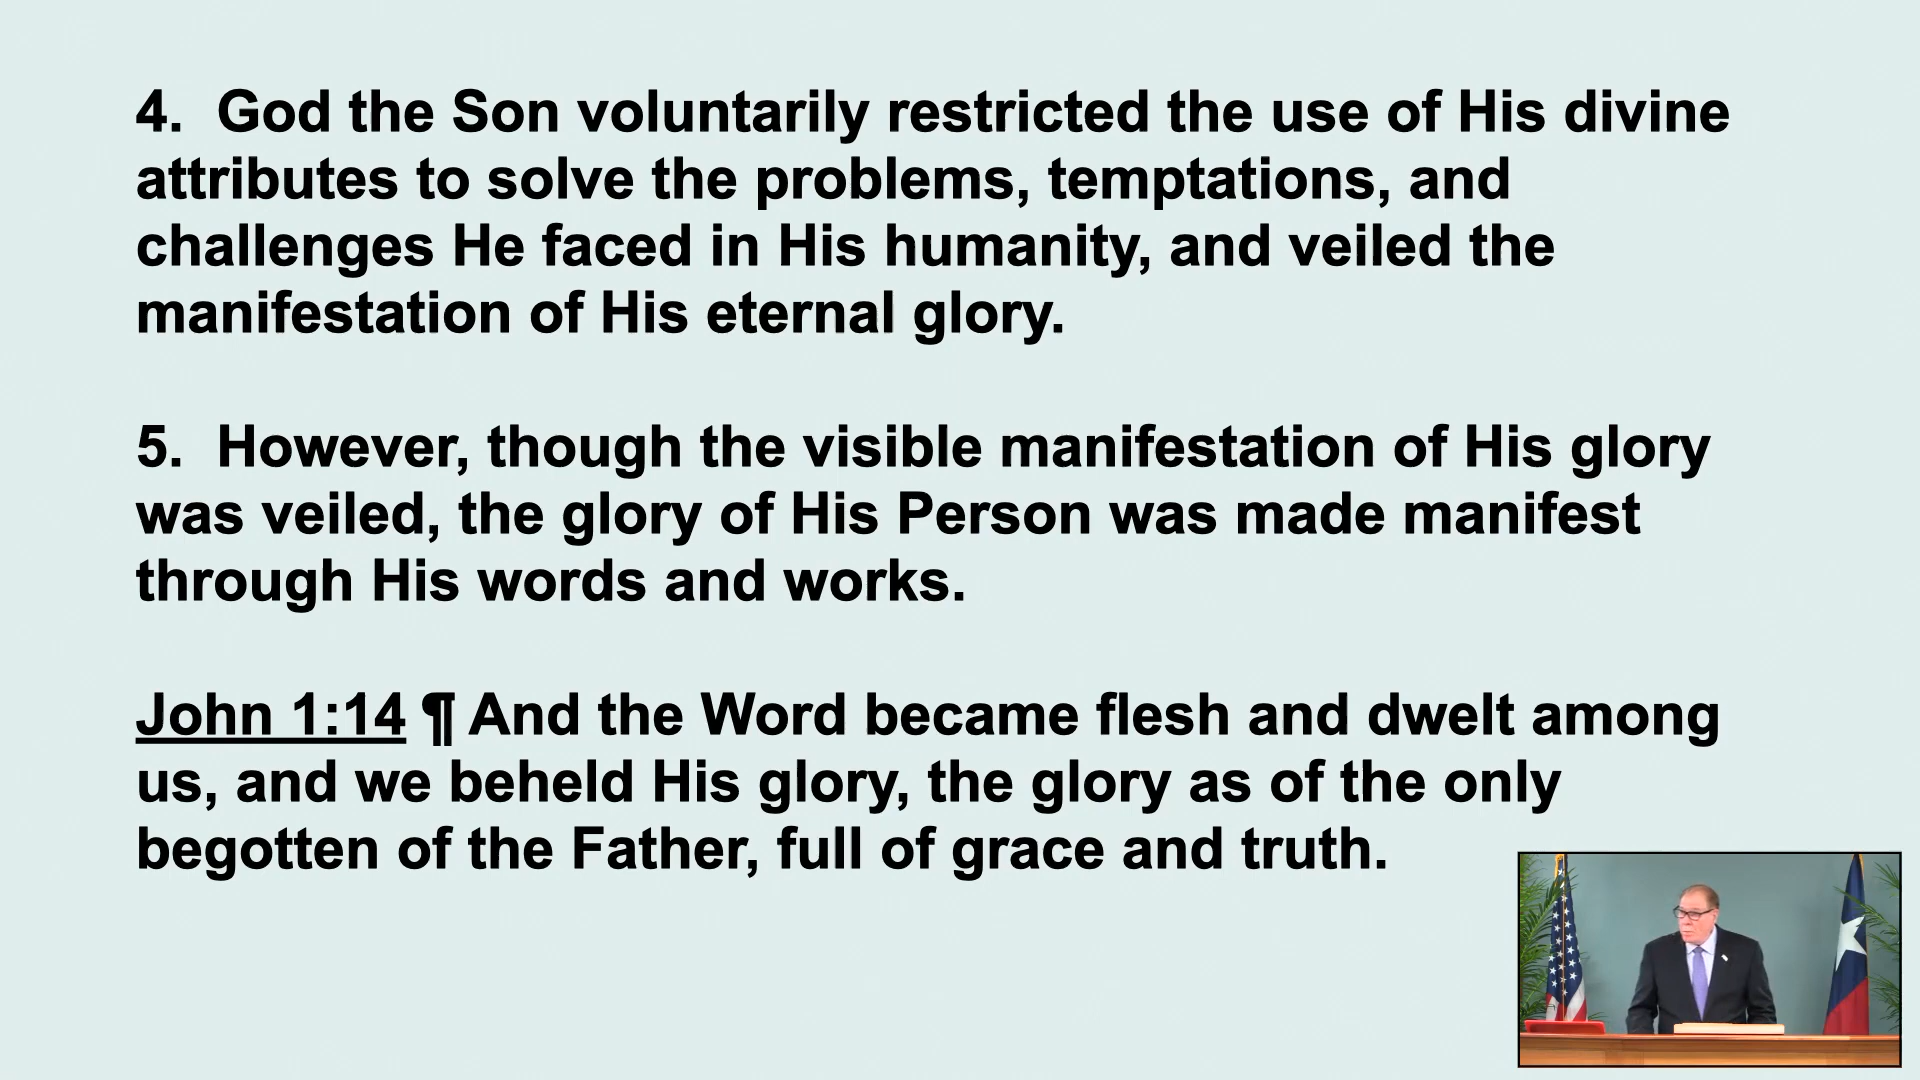 4.  God the Son voluntarily restricted the use of His divine
attributes to solve the problems, temptations, and
challenges He faced in His humanity, and veiled the
manifestation of His eternal glory.
5.  However, though the visible manifestation of His glory
was veiled, the glory of His Person was made manifest
through His words and works.
John 1:14 ¶ And the Word became flesh and dwelt among
us, and we beheld His glory, the glory as of the only
begotten of the Father, full of grace and truth.